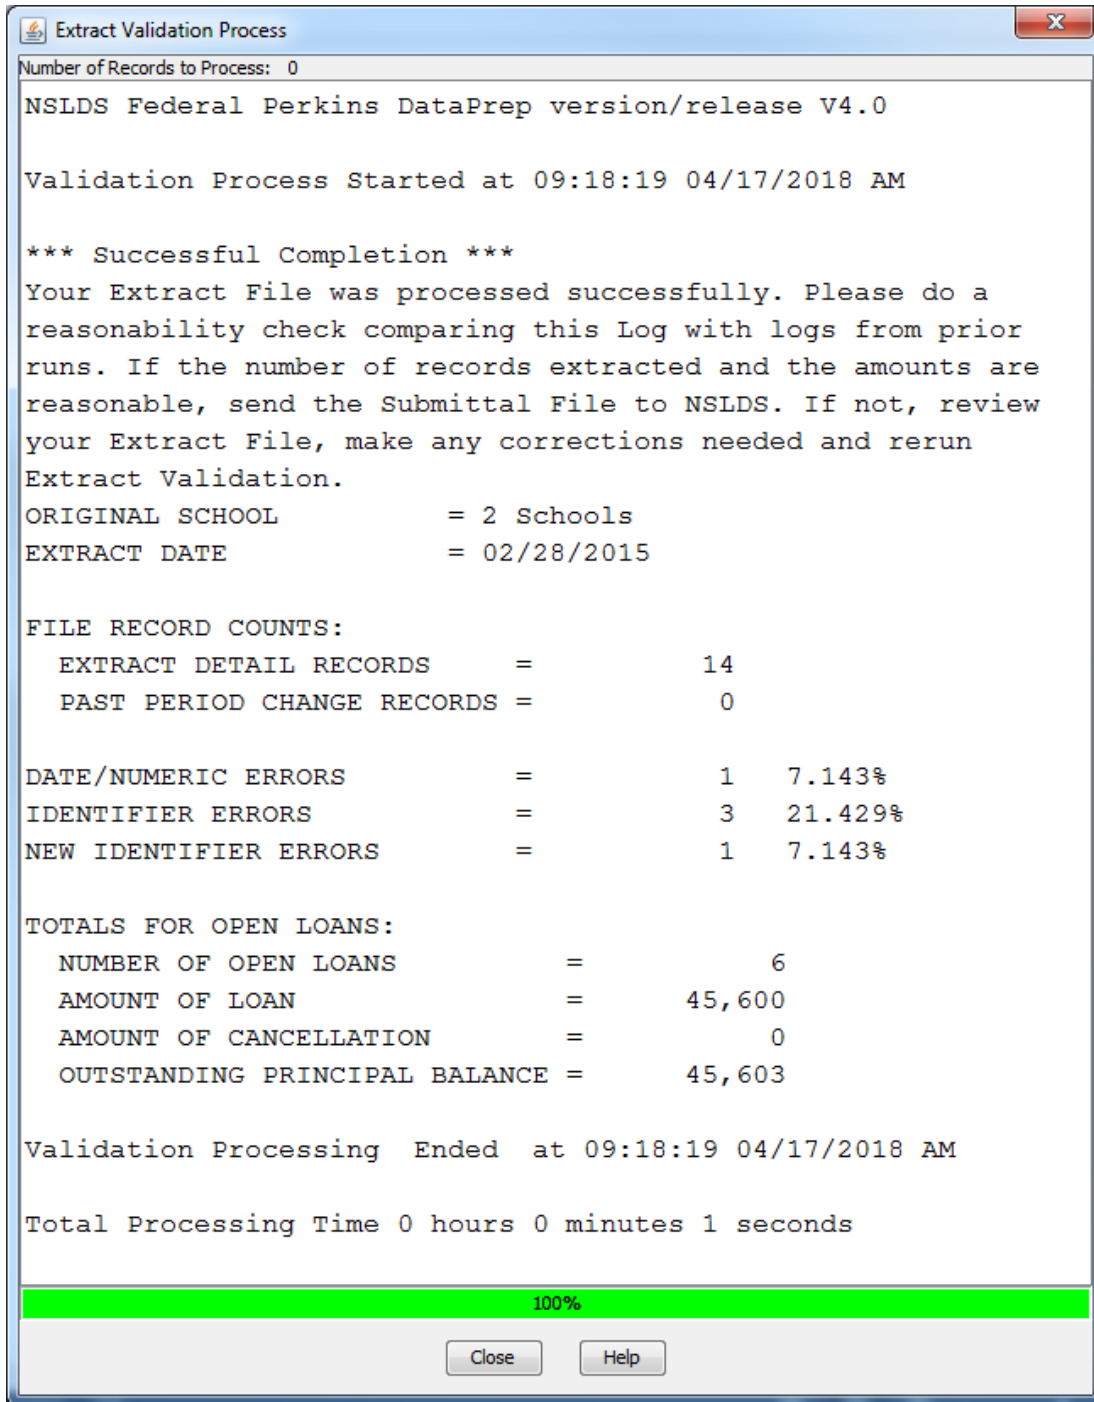 Extract Validation Process
Number of Records to Process: 0
NSLDS Federal Perkins DataPrep version/release V4.0
Validation Process Started at 09:18:19 04/17/2018 AM
*** Successful Completion ***
Your Extract File was processed successfully. Please do a
reasonability check comparing this Log with logs from prior
runs. If the number of records extracted and the amounts are
reasonable, send the Submittal File to NSLDS. If not, review
your Extract File, make any corrections needed and rerun
Extract Validation.
ORIGINAL SCHOOL = 2 Schools
EXTRACT DATE = 02/28/2015
FILE RECORD COUNTS:
EXTRACT DETAIL RECORDS = 14
PAST PERIOD CHANGE RECORDS = 0
DATE/NUMERIC ERRORS = 1 7.143%
IDENTIFIER ERRORS = 3 21.429%
NEW IDENTIFIER ERRORS = 1 7.143%
TOTALS FOR OPEN LOANS:
NUMBER OF OPEN LOANS = 6
AMOUNT OF LOAN = 45,600
AMOUNT OF CANCELLATION = 0
OUTSTANDING PRINCIPAL BALANCE = 45,603
Validation Processing Ended at 09:18:19 04/17/2018 AM
Total Processing Time 0 hours 0 minutes 1 seconds
100%
Close Help